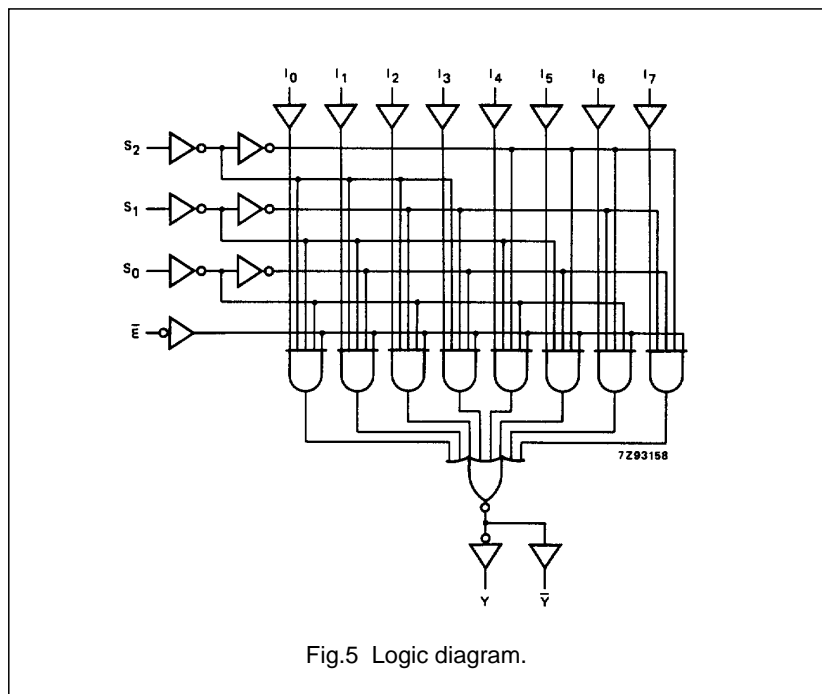 I0 I1 I2 I3 I4 I5 I6 I7
S2
S1
S0
E̅
7Z93158
Y Y̅
Fig.5 Logic diagram.